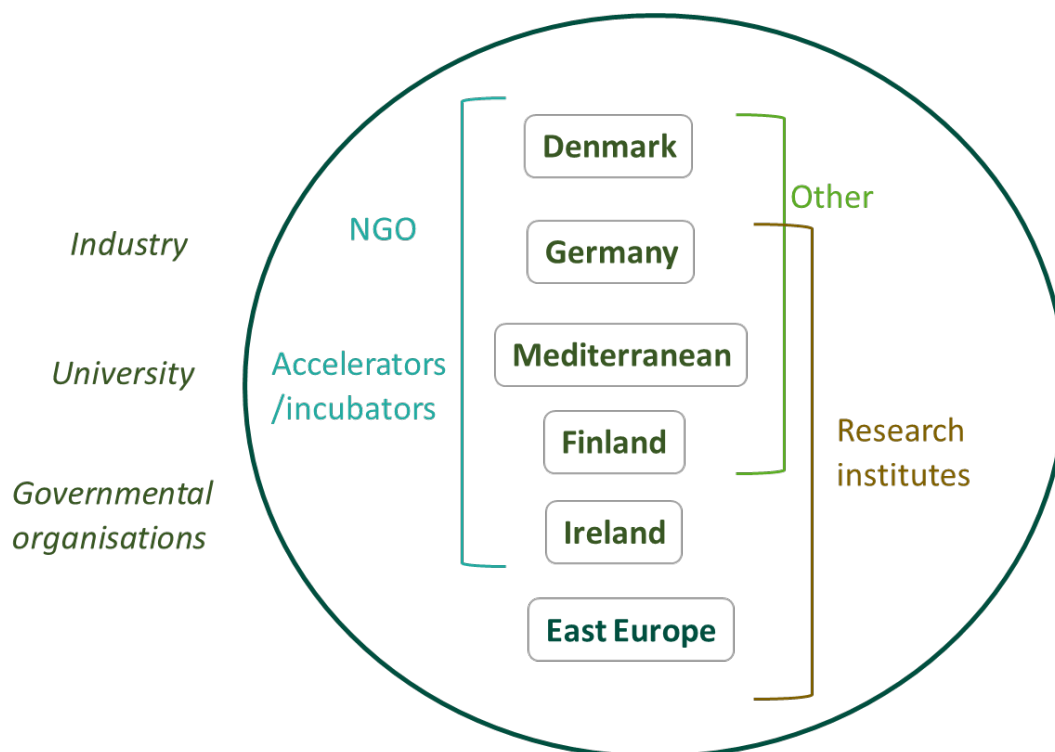 Industry
University
Governmental
organisations
NGO
Accelerators
/incubators
Denmark
Germany
Mediterranean
Finland
Ireland
East Europe
Other
Research
institutes